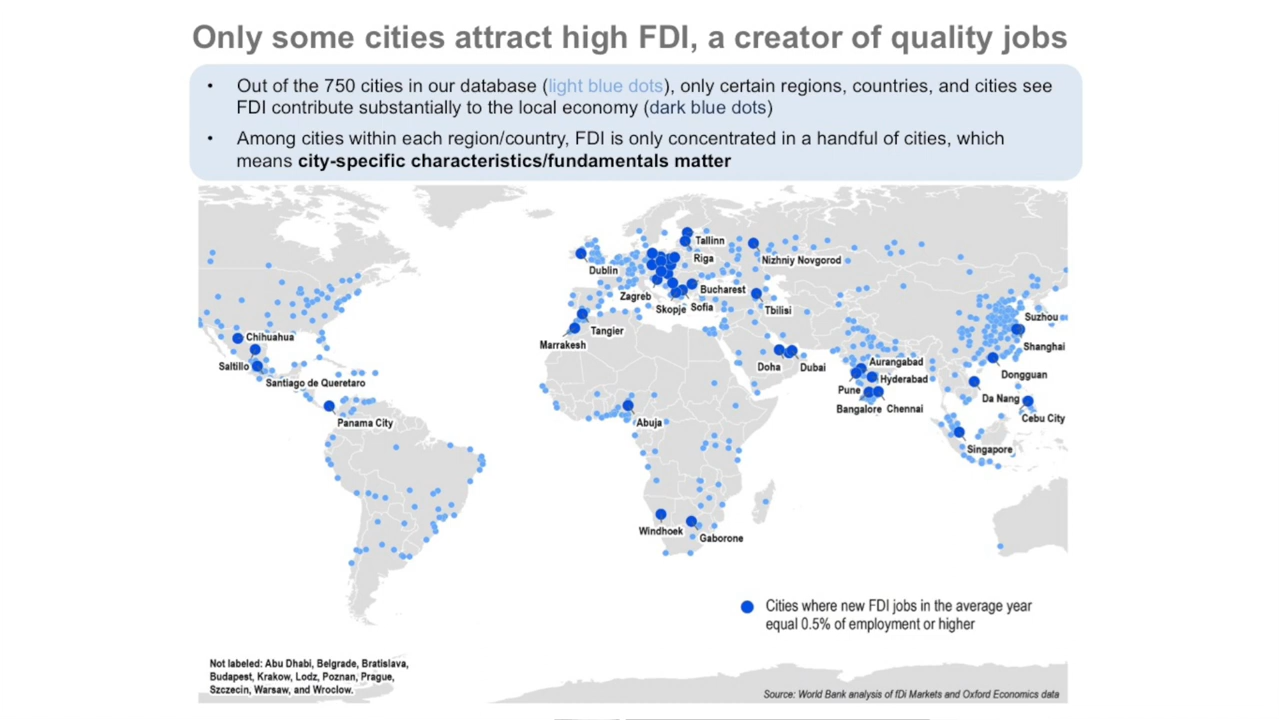 Only some cities attract high FDI, a creator of quality jobs
• Out of the 750 cities in our database (light blue dots), only certain regions, countries, and cities see
FDI contribute substantially to the local economy (dark blue dots)
• Among cities within each region/country, FDI is only concentrated in a handful of cities, which
means city-specific characteristics/fundamentals matter
Tallinn
Riga
Nizhniy Novgorod
Dublin
Bucharest
Zagreb
Skopje
Sofia
Tbilisi
Suzhou
Tangier
Marrakesh
Chihuahua
Shanghai
Saltillo
Doha
Dubai
Aurangabad
Dongguan
Hyderabad
Santiago de Queretaro
Pune
Da Nang
Bangalore
Chennai
Cebu City
Panama City
Abuja
Singapore
Windhoek
Gaborone
Cities where new FDI jobs in the average year
equal 0.5% of employment or higher
Not labeled: Abu Dhabi, Belgrade, Bratislava,
Budapest, Krakow, Lodz, Poznan, Prague,
Szczecin, Warsaw, and Wroclow.
Source: World Bank analysis of fDi Markets and Oxford Economics data